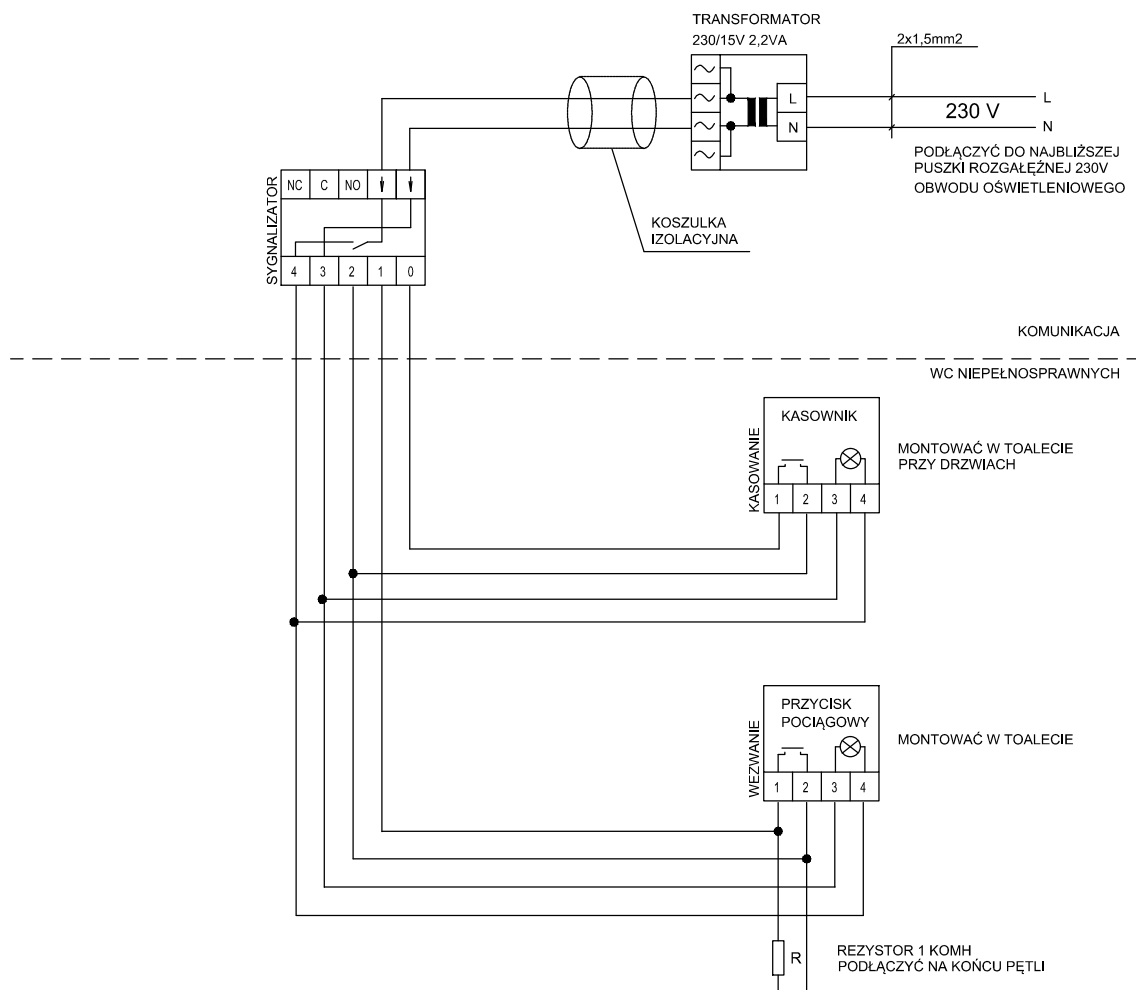 TRANSFORMATOR
230/15V 2,2VA
2x1,5mm2
L
N
230 V
L
N
PODŁĄCZYĆ DO NAJBLIŻSZEJ
PUSZKI ROZGAŁĘŹNEJ 230V
OBWODU OŚWIETLENIOWEGO
KOSZULKA
IZOLACYJNA
SYGNALIZATOR
NC C NO
4 3 2 1 0
KOMUNIKACJA
WC NIEPEŁNOSPRAWNYCH
KASOWANIE
KASOWNIK
1 2 3 4
MONTOWAĆ W TOALECIE
PRZY DRZWIACH
WEZWANIE
PRZYCISK
POCIĄGOWY
1 2 3 4
MONTOWAĆ W TOALECIE
R
REZYSTOR 1 KOMH
PODŁĄCZYĆ NA KOŃCU PĘTLI